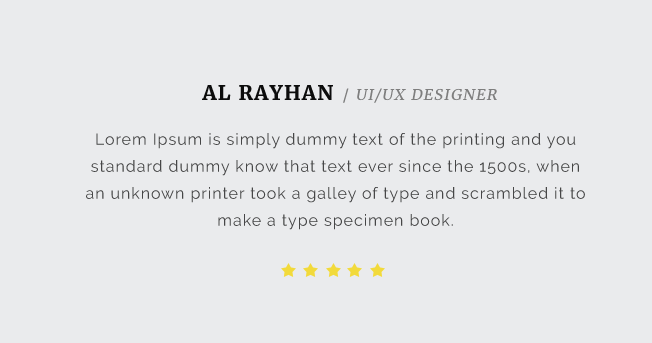 AL RAYHAN / UI/UX DESIGNER
Lorem Ipsum is simply dummy text of the printing and you
standard dummy know that text ever since the 1500s, when
an unknown printer took a galley of type and scrambled it to
make a type specimen book.